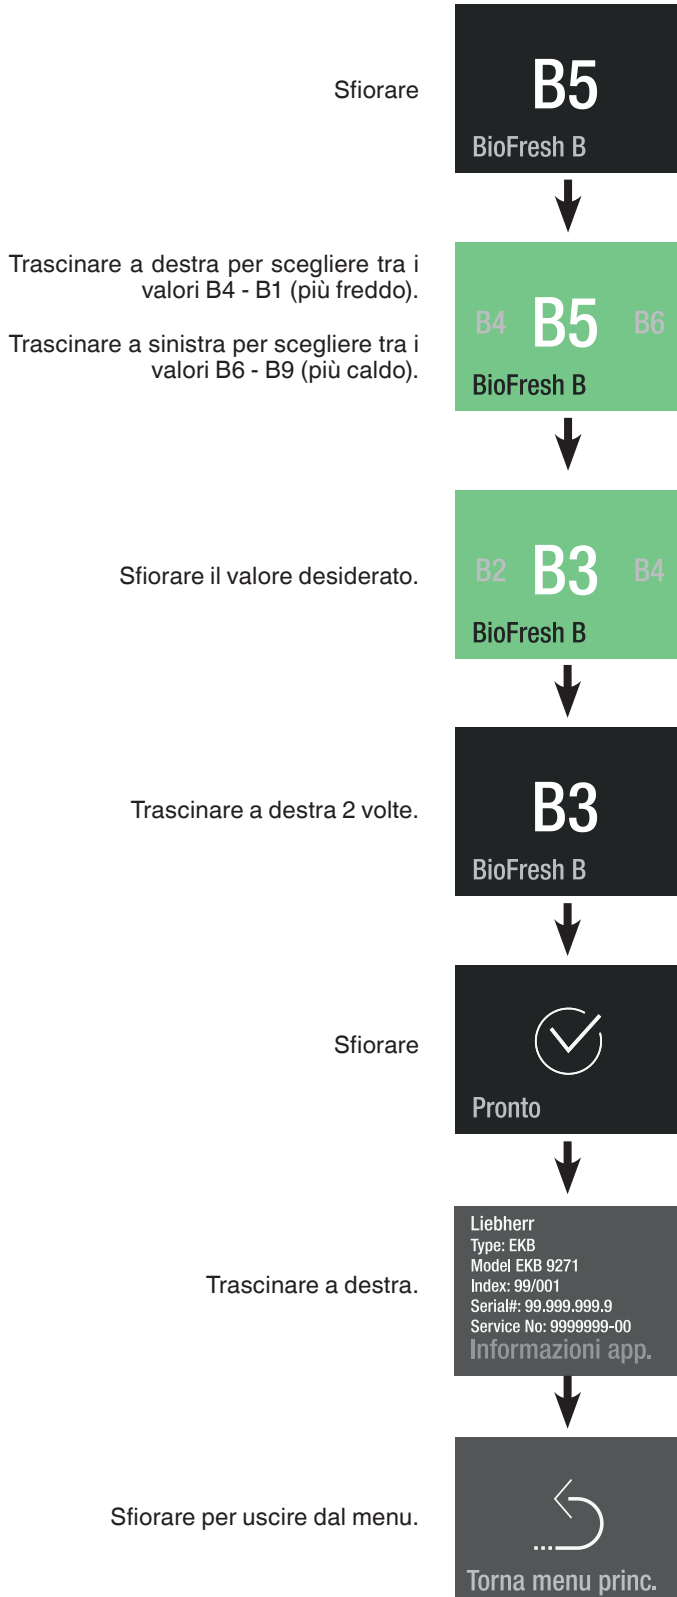 Sfiorare
B5
BioFresh B
Trascinare a destra per scegliere tra i
valori B4 - B1 (più freddo).
Trascinare a sinistra per scegliere tra i
valori B6 - B9 (più caldo).
B4 B5 B6
BioFresh B
Sfiorare il valore desiderato.
B2 B3 B4
BioFresh B
Trascinare a destra 2 volte.
B3
BioFresh B
Sfiorare
Pronto
Trascinare a destra.
Liebherr
Type: EKB
Model EKB 9271
Index: 99/001
Serial#: 99.999.999.9
Service No: 9999999-00
Informazioni app.
Sfiorare per uscire dal menu.
Torna menu princ.